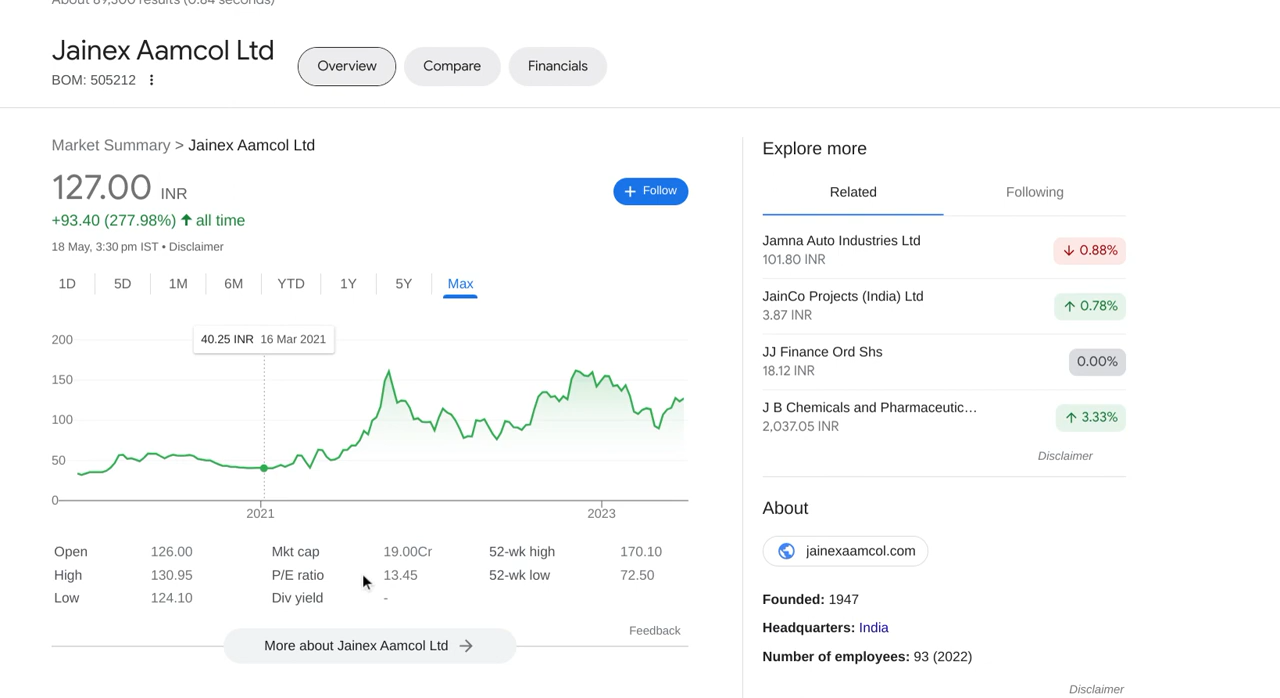 About 89,500 results (0.84 seconds)
Jainex Aamcol Ltd
BOM: 505212
Overview
Compare
Financials
Market Summary > Jainex Aamcol Ltd
127.00 INR
+ Follow
+93.40 (277.98%) ↑ all time
18 May, 3:30 pm IST • Disclaimer
1D 5D 1M 6M YTD 1Y 5Y Max
40.25 INR 16 Mar 2021
200
150
100
50
0
2021 2023
Open 126.00 Mkt cap 19.00Cr 52-wk high 170.10
High 130.95 P/E ratio 13.45 52-wk low 72.50
Low 124.10 Div yield -
Feedback
More about Jainex Aamcol Ltd →
Explore more
Related Following
Jamna Auto Industries Ltd
101.80 INR
↓ 0.88%
JainCo Projects (India) Ltd
3.87 INR
↑ 0.78%
JJ Finance Ord Shs
18.12 INR
0.00%
J B Chemicals and Pharmaceutic…
2,037.05 INR
↑ 3.33%
Disclaimer
About
jainexaamcol.com
Founded: 1947
Headquarters: India
Number of employees: 93 (2022)
Disclaimer